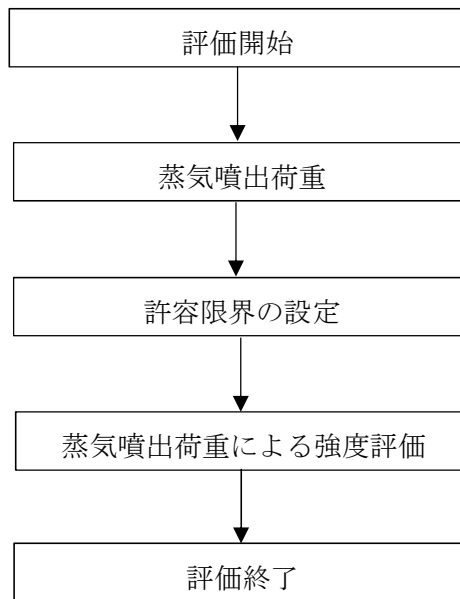 評価開始
蒸気噴出荷重
許容限界の設定
蒸気噴出荷重による強度評価
評価終了